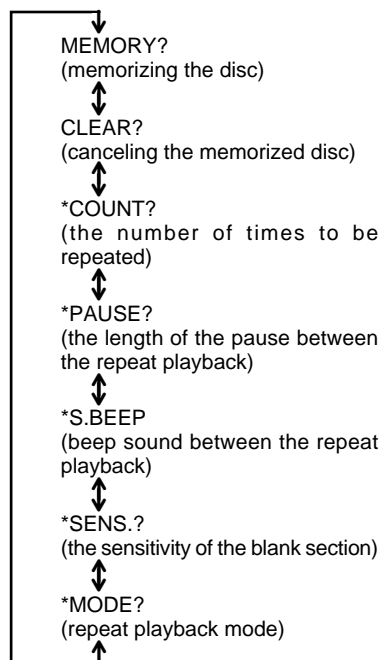 MEMORY?
(memorizing the disc)
CLEAR?
(canceling the memorized disc)
*COUNT?
(the number of times to be
repeated)
*PAUSE?
(the length of the pause between
the repeat playback)
*S.BEEP
(beep sound between the repeat
playback)
*SENS.?
(the sensitivity of the blank section)
*MODE?
(repeat playback mode)